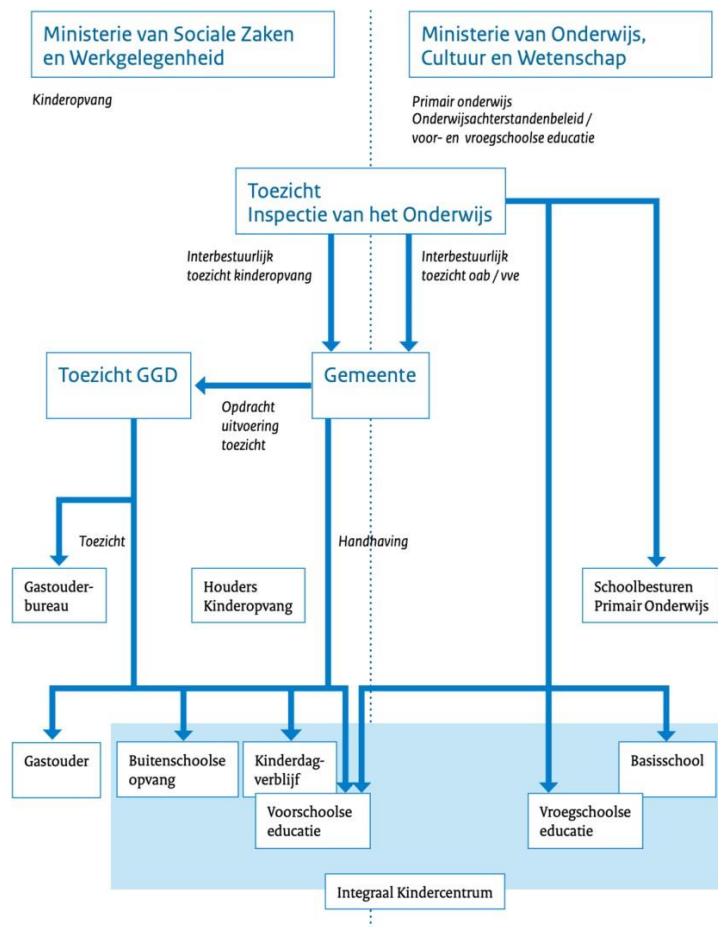 Ministerie van Sociale Zaken
en Werkgelegenheid
Ministerie van Onderwijs,
Cultuur en Wetenschap
Kinderopvang
Primair onderwijs
Onderwijsachterstandenbeleid /
voor- en vroegschoolse educatie
Toezicht
Inspectie van het Onderwijs
Interbestuurlijk
toezicht kinderopvang
Interbestuurlijk
toezicht oab / vve
Toezicht GGD
Gemeente
Opdracht
uitvoering
toezicht
Toezicht
Handhaving
Gastouder-
bureau
Houders
Kinderopvang
Schoolbesturen
Primair Onderwijs
Gastouder
Buitenschoolse
opvang
Kinderdag-
verblijf
Basisschool
Voorschoolse
educatie
Vroegschoolse
educatie
Integraal Kindercentrum